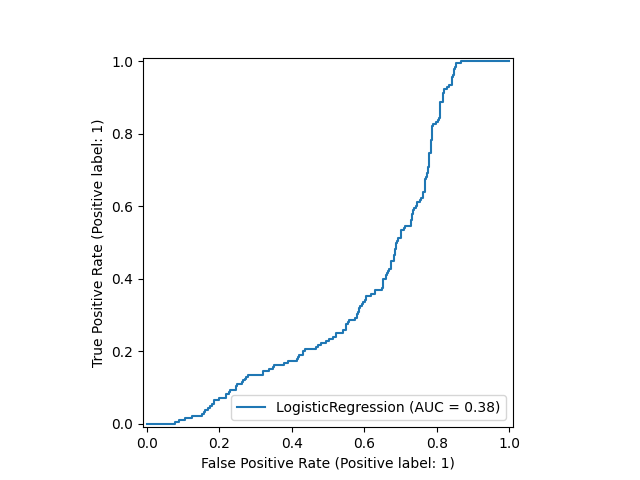 1.0
0.8
0.6
0.4
0.2
0.0
True Positive Rate (Positive label: 1)
LogisticRegression (AUC = 0.38)
0.0 0.2 0.4 0.6 0.8 1.0
False Positive Rate (Positive label: 1)